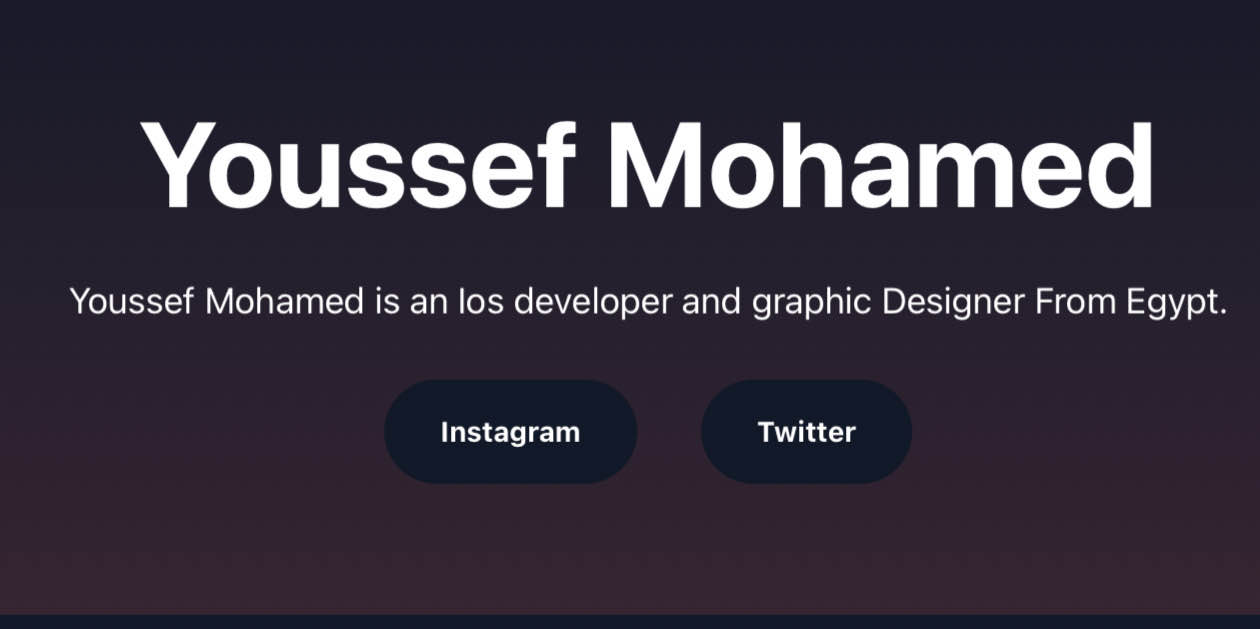 Youssef Mohamed
Youssef Mohamed is an Ios developer and graphic Designer From Egypt.
Instagram
Twitter